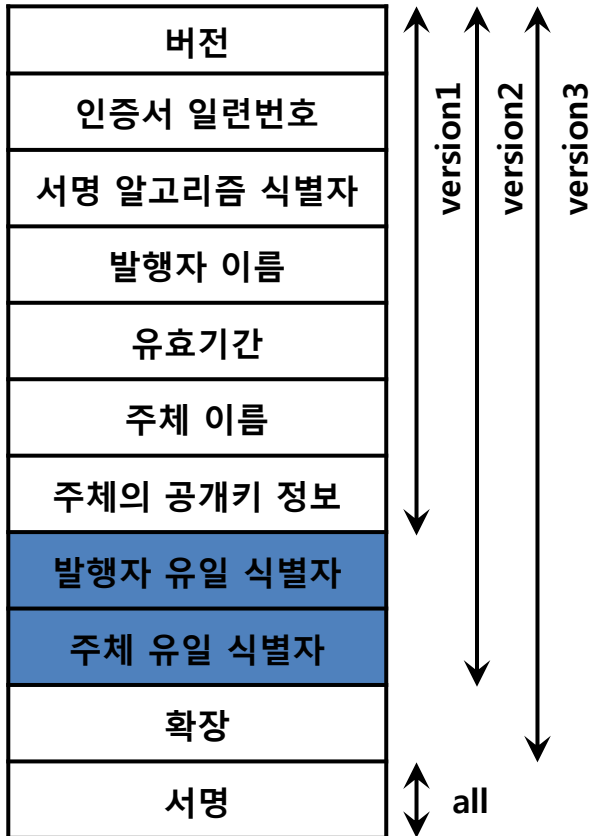 버전
인증서 일련번호
서명 알고리즘 식별자
발행자 이름
유효기간
주체 이름
주체의 공개키 정보
발행자 유일 식별자
주체 유일 식별자
확장
서명
version1
version2
version3
all